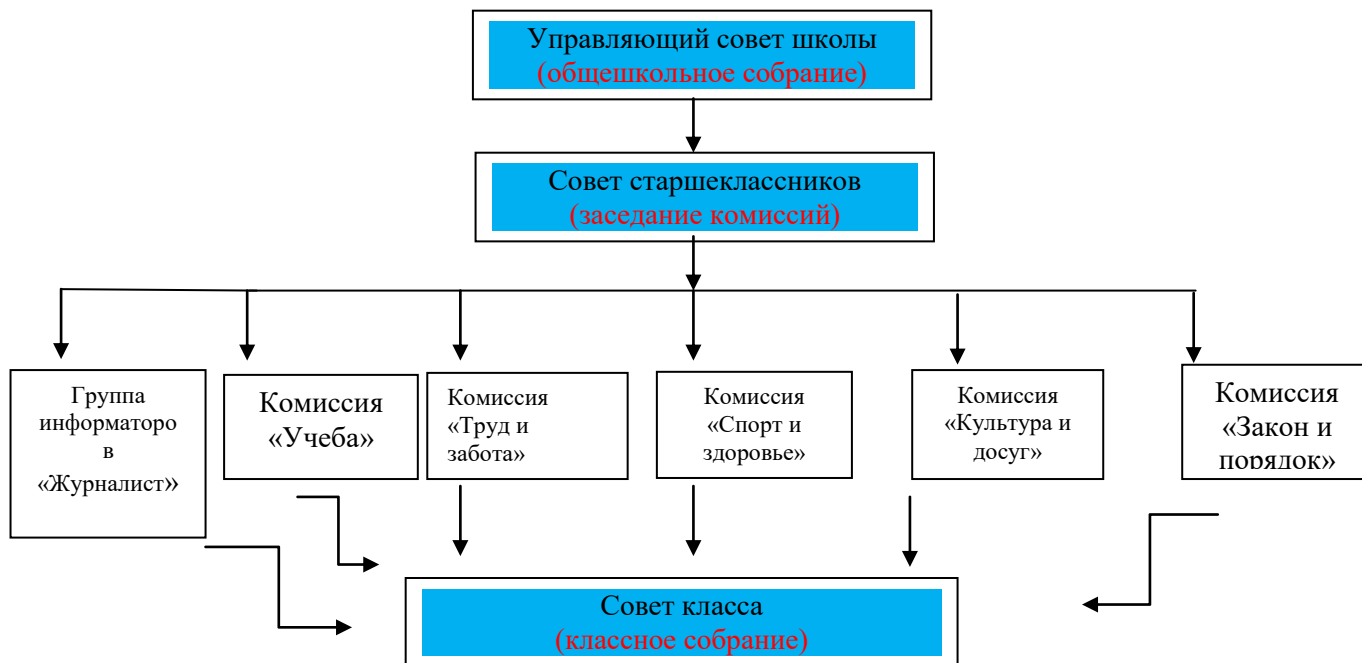 Управляющий совет школы
(общешкольное собрание)
Совет старшеклассников
(заседание комиссий)
Группа
информаторо
в
«Журналист»
Комиссия
«Учеба»
Комиссия
«Труд и
забота»
Комиссия
«Спорт и
здоровье»
Комиссия
«Культура и
досуг»
Комиссия
«Закон и
порядок»
Совет класса
(классное собрание)